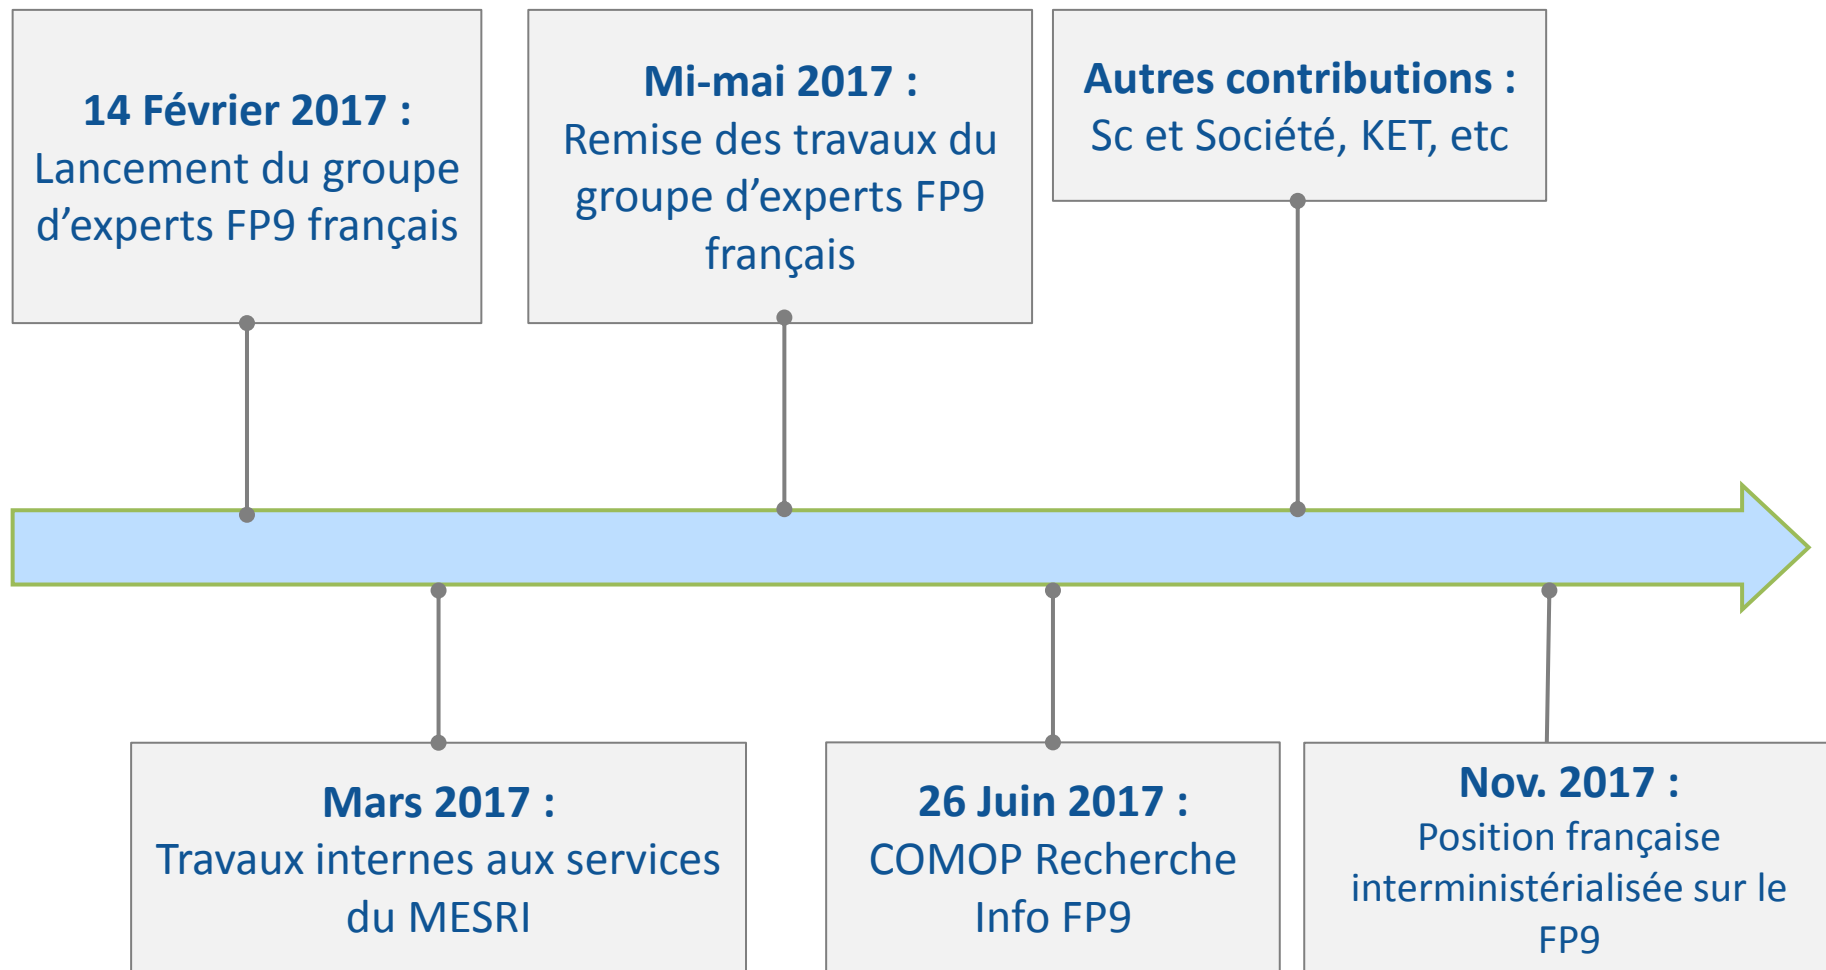 14 Février 2017 :
Lancement du groupe
d’experts FP9 français
Mi-mai 2017 :
Remise des travaux du
groupe d’experts FP9
français
Autres contributions :
Sc et Société, KET, etc
Mars 2017 :
Travaux internes aux services
du MESRI
26 Juin 2017 :
COMOP Recherche
Info FP9
Nov. 2017 :
Position française
interministérialisée sur le
FP9